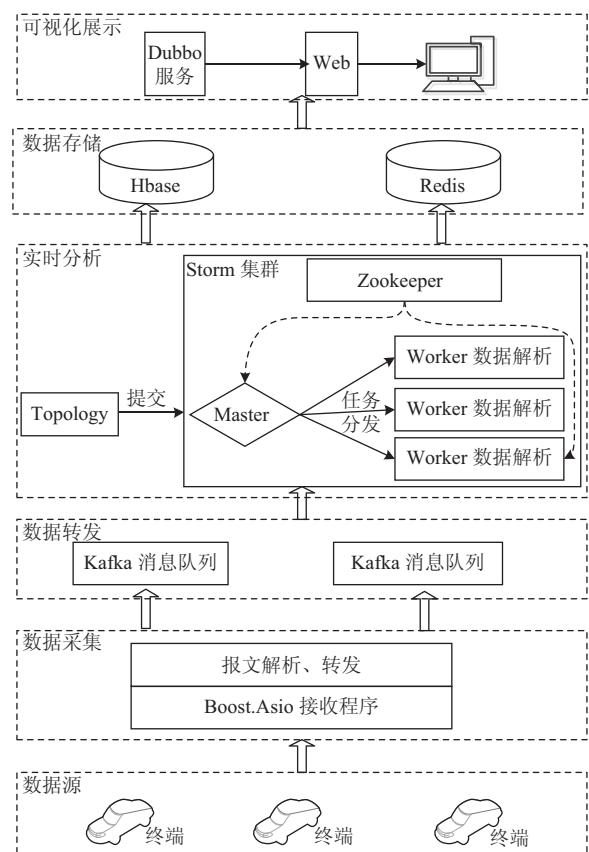 可视化展示
Dubbo
服务
Web
数据存储
Hbase
Redis
实时分析
Storm 集群
Zookeeper
Worker 数据解析
Topology
提交
Master
任务
分发
Worker 数据解析
Worker 数据解析
数据转发
Kafka 消息队列
Kafka 消息队列
数据采集
报文解析、转发
Boost.Asio 接收程序
数据源
终端
终端
终端